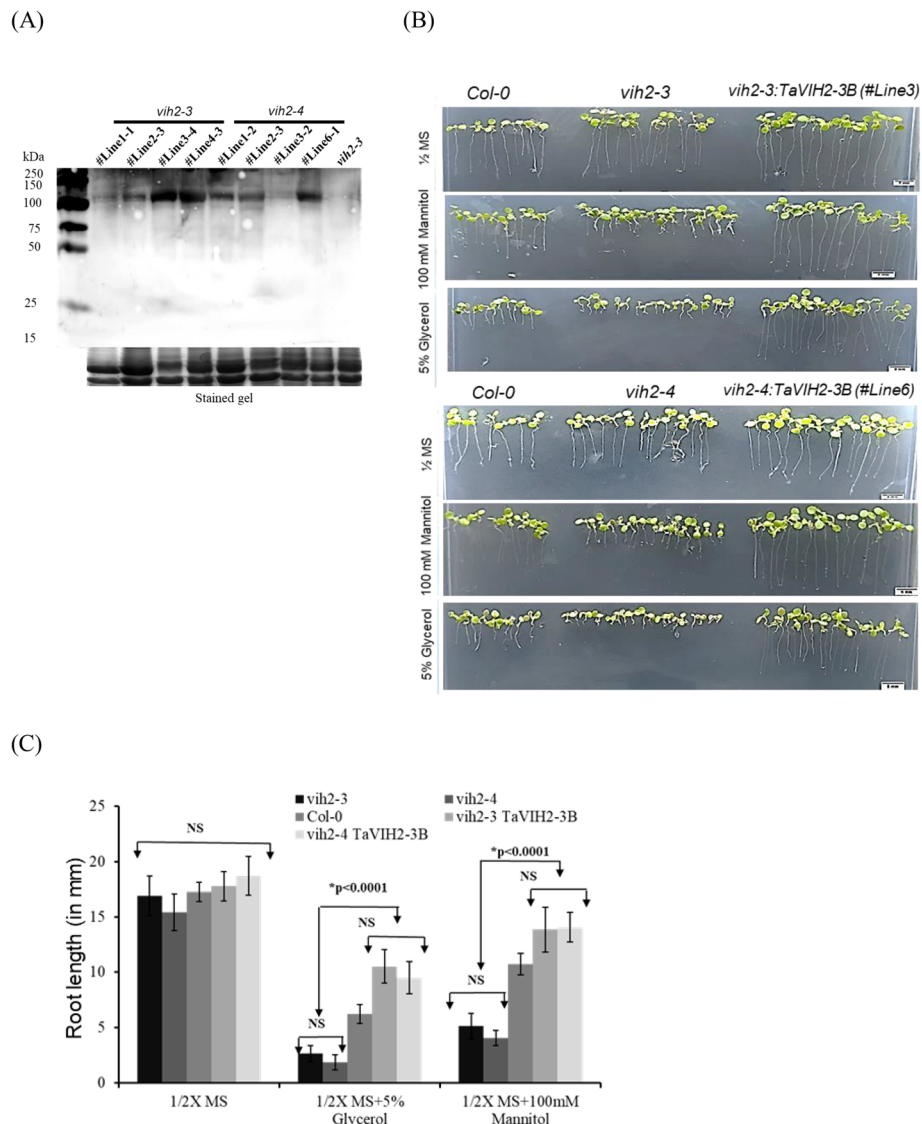 (A)
vih2-3 vih2-4
#Line1-1 #Line2-3 #Line3-4 #Line4-3 #Line1-2 #Line2-3 #Line3-2 #Line6-1 vih2-3
kDa
250
150
100
75
50
25
15
Stained gel
(B)
Col-0 vih2-3 vih2-3:TaVIH2-3B (#Line3)
½ MS
100 mM Mannitol
5% Glycerol
Col-0 vih2-4 vih2-4:TaVIH2-3B (#Line6)
½ MS
100 mM Mannitol
5% Glycerol
(C)
vih2-3 vih2-4
Col-0 vih2-3 TaVIH2-3B
vih2-4 TaVIH2-3B
Root length (in mm)
25
20
15
10
5
0
NS
*p<0.0001
NS
NS
*p<0.0001
NS
NS
1/2X MS
1/2X MS+5%
Glycerol
1/2X MS+100mM
Mannitol